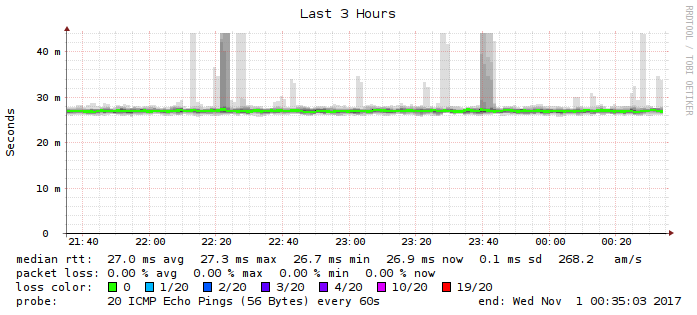 Last 3 Hours
RRDTOOL / TOBI OETIKER
Seconds
40 m
30 m
20 m
10 m
0
21:40 22:00 22:20 22:40 23:00 23:20 23:40 00:00 00:20
median rtt: 27.0 ms avg 27.3 ms max 26.7 ms min 26.9 ms now 0.1 ms sd 268.2 am/s
packet loss: 0.00 % avg 0.00 % max 0.00 % min 0.00 % now
loss color: 0 1/20 2/20 3/20 4/20 10/20 19/20
probe: 20 ICMP Echo Pings (56 Bytes) every 60s end: Wed Nov 1 00:35:03 2017